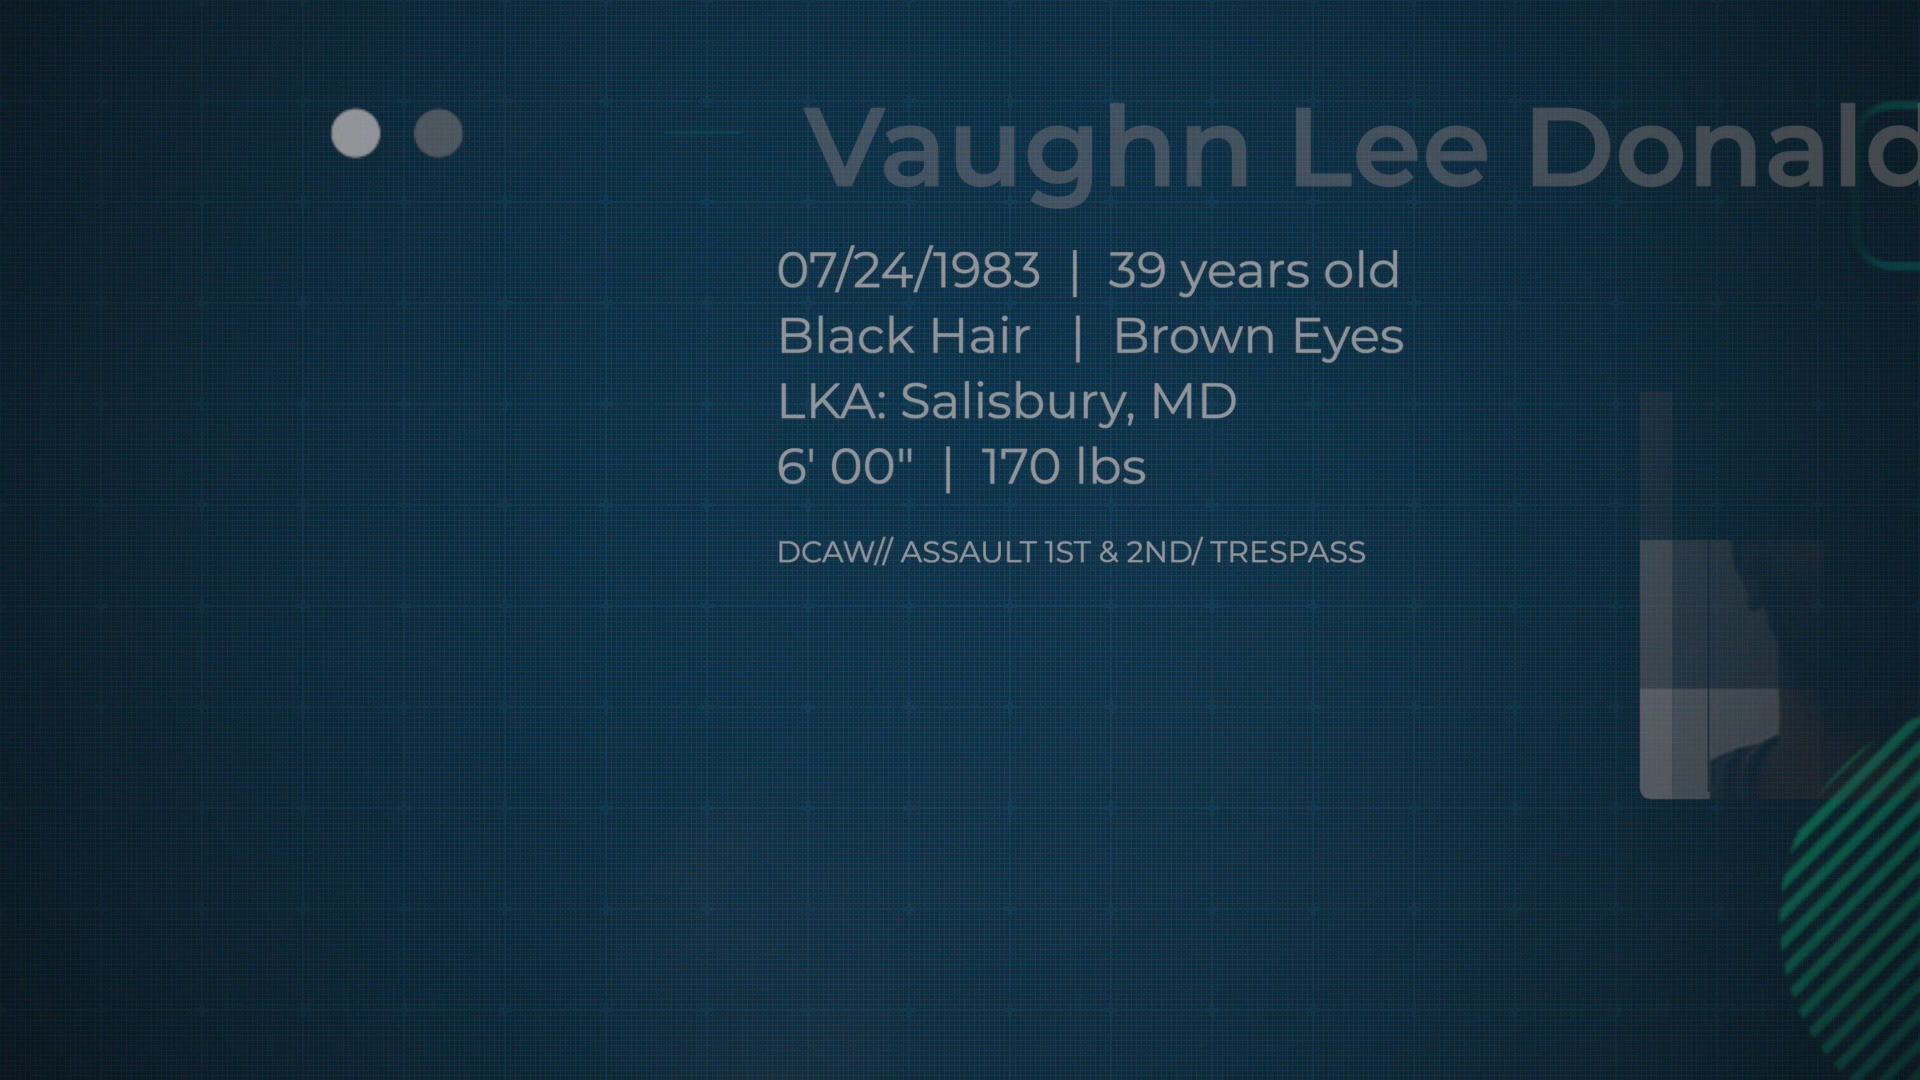 Vaughn Lee Donald
07/24/1983 | 39 years old
Black Hair | Brown Eyes
LKA: Salisbury, MD
6' 00" | 170 lbs
DCAW// ASSAULT 1ST & 2ND/ TRESPASS